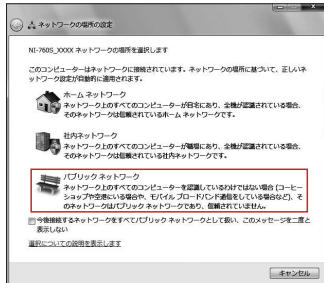 ネットワークの場所の設定
NI-760S_XXXX ネットワークの場所を選択します
このコンピューターはネットワークに接続されています。ネットワークの場所に基づいて、正しいネ
ットワーク設定が自動的に適用されます。
ホーム ネットワーク
ネットワーク上のすべてのコンピューターが自宅にあり、全機が認識されている場合、
そのネットワークは信頼されているホーム ネットワークです。
社内ネットワーク
ネットワーク上のすべてのコンピューターが職場にあり、全機が認識されている場合、
そのネットワークは信頼されている社内ネットワークです。
パブリック ネットワーク
ネットワーク上のすべてのコンピューターを認識しているわけではない場合 (コーヒー
ショップや空港にいる場合や、モバイル ブロードバンド通信をしている場合など)、そ
のネットワークはパブリック ネットワークであり、信頼されていません。
今後接続するネットワークをすべてパブリック ネットワークとして扱い、このメッセージを二度と
表示しない
選択についての説明を表示します
キャンセル